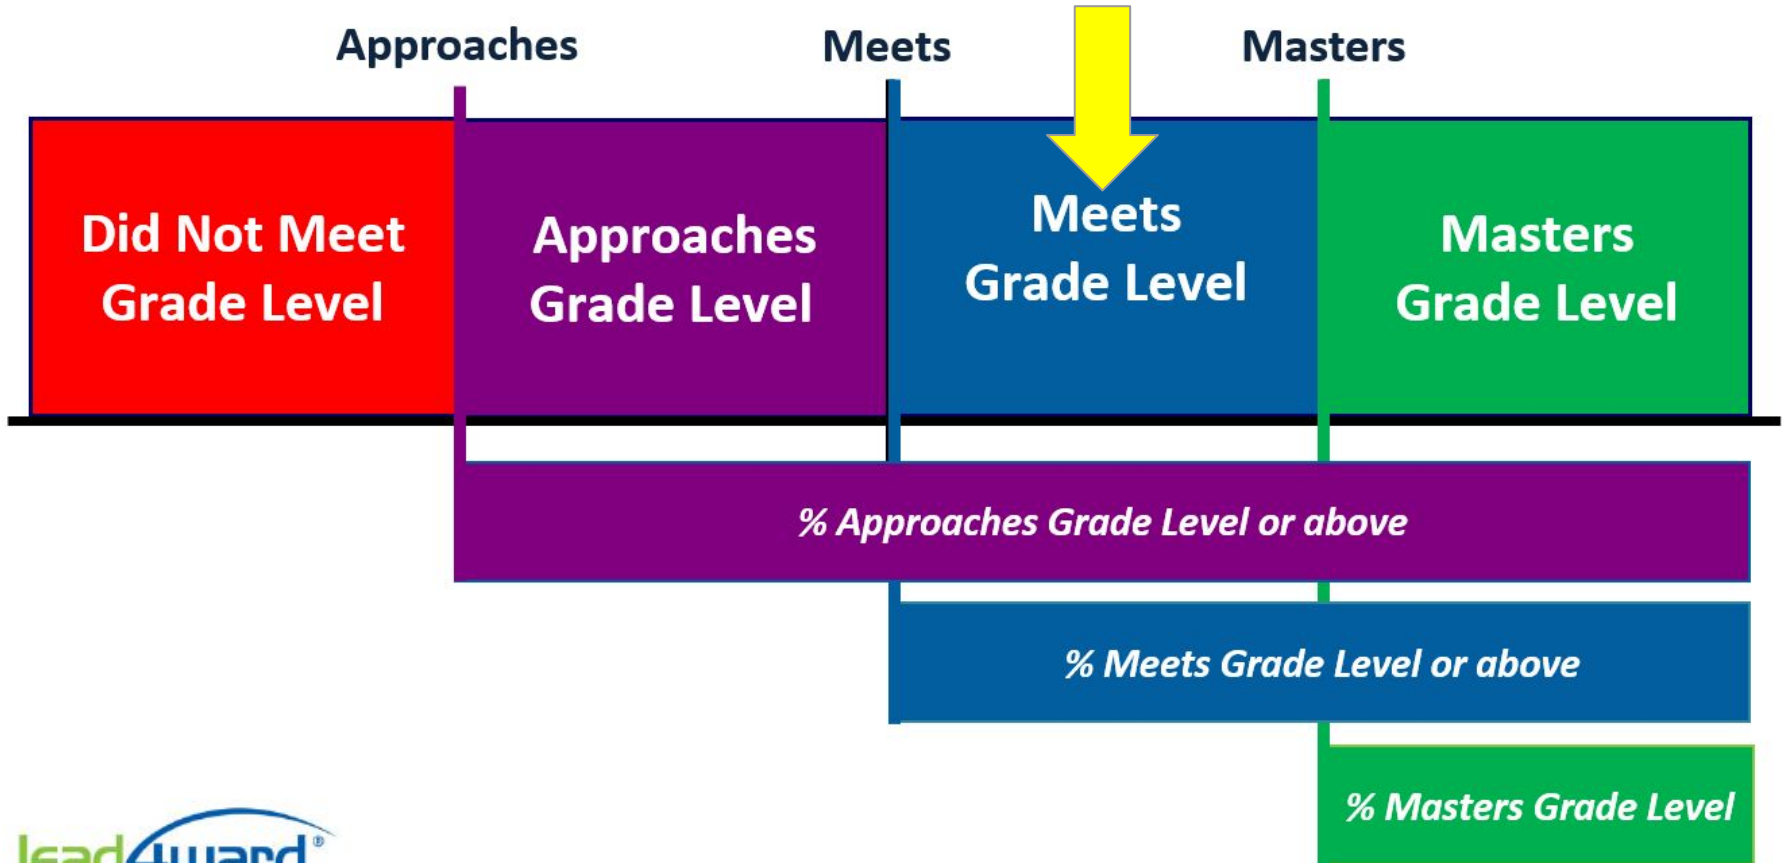 Approaches
Meets
Masters
Did Not Meet
Grade Level
Approaches
Grade Level
Meets
Grade Level
Masters
Grade Level
% Approaches Grade Level or above
% Meets Grade Level or above
% Masters Grade Level
lead4ward®